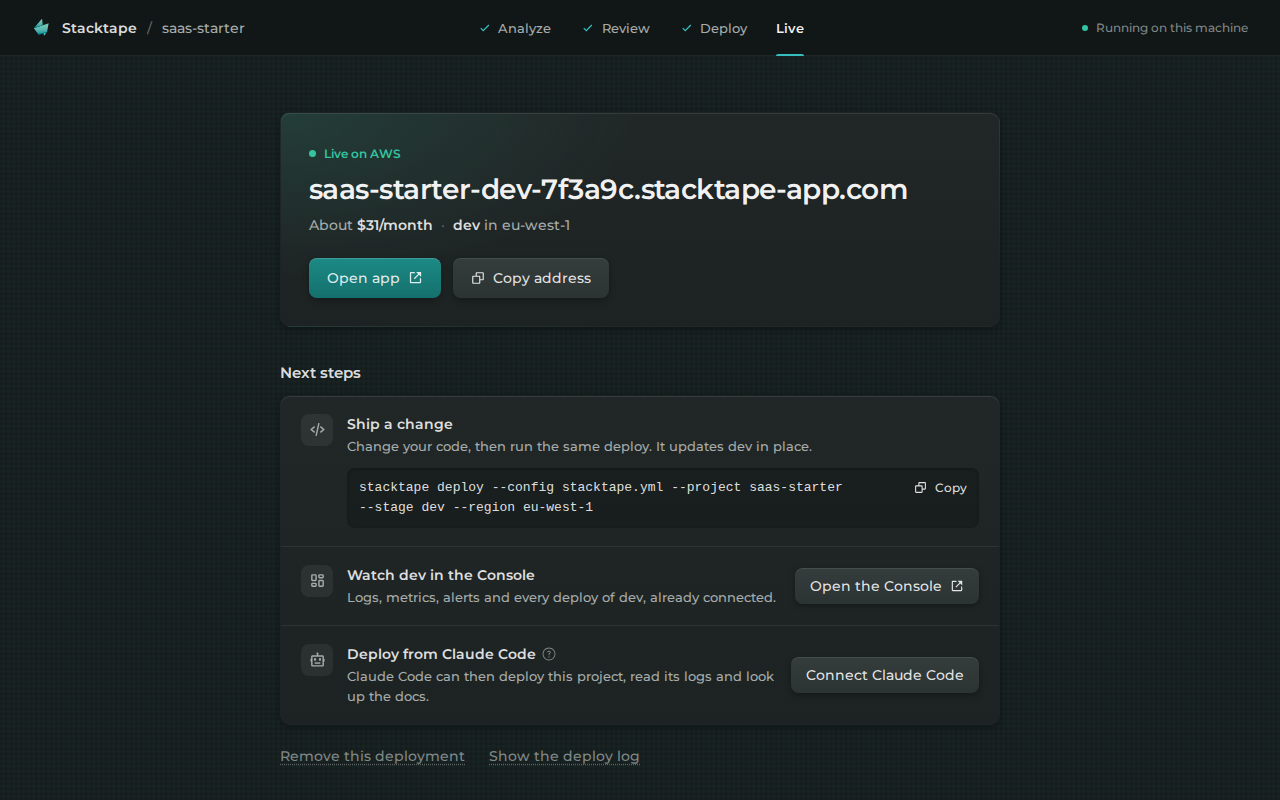 Stacktape / saas-starter
Analyze
Review
Deploy
Live
Running on this machine
Live on AWS
saas-starter-dev-7f3a9c.stacktape-app.com
About $31/month · dev in eu-west-1
Open app
Copy address
Next steps
Ship a change
Change your code, then run the same deploy. It updates dev in place.
stacktape deploy --config stacktape.yml --project saas-starter
--stage dev --region eu-west-1
Copy
Watch dev in the Console
Logs, metrics, alerts and every deploy of dev, already connected.
Open the Console
Deploy from Claude Code ?
Claude Code can then deploy this project, read its logs and look
up the docs.
Connect Claude Code
Remove this deployment
Show the deploy log